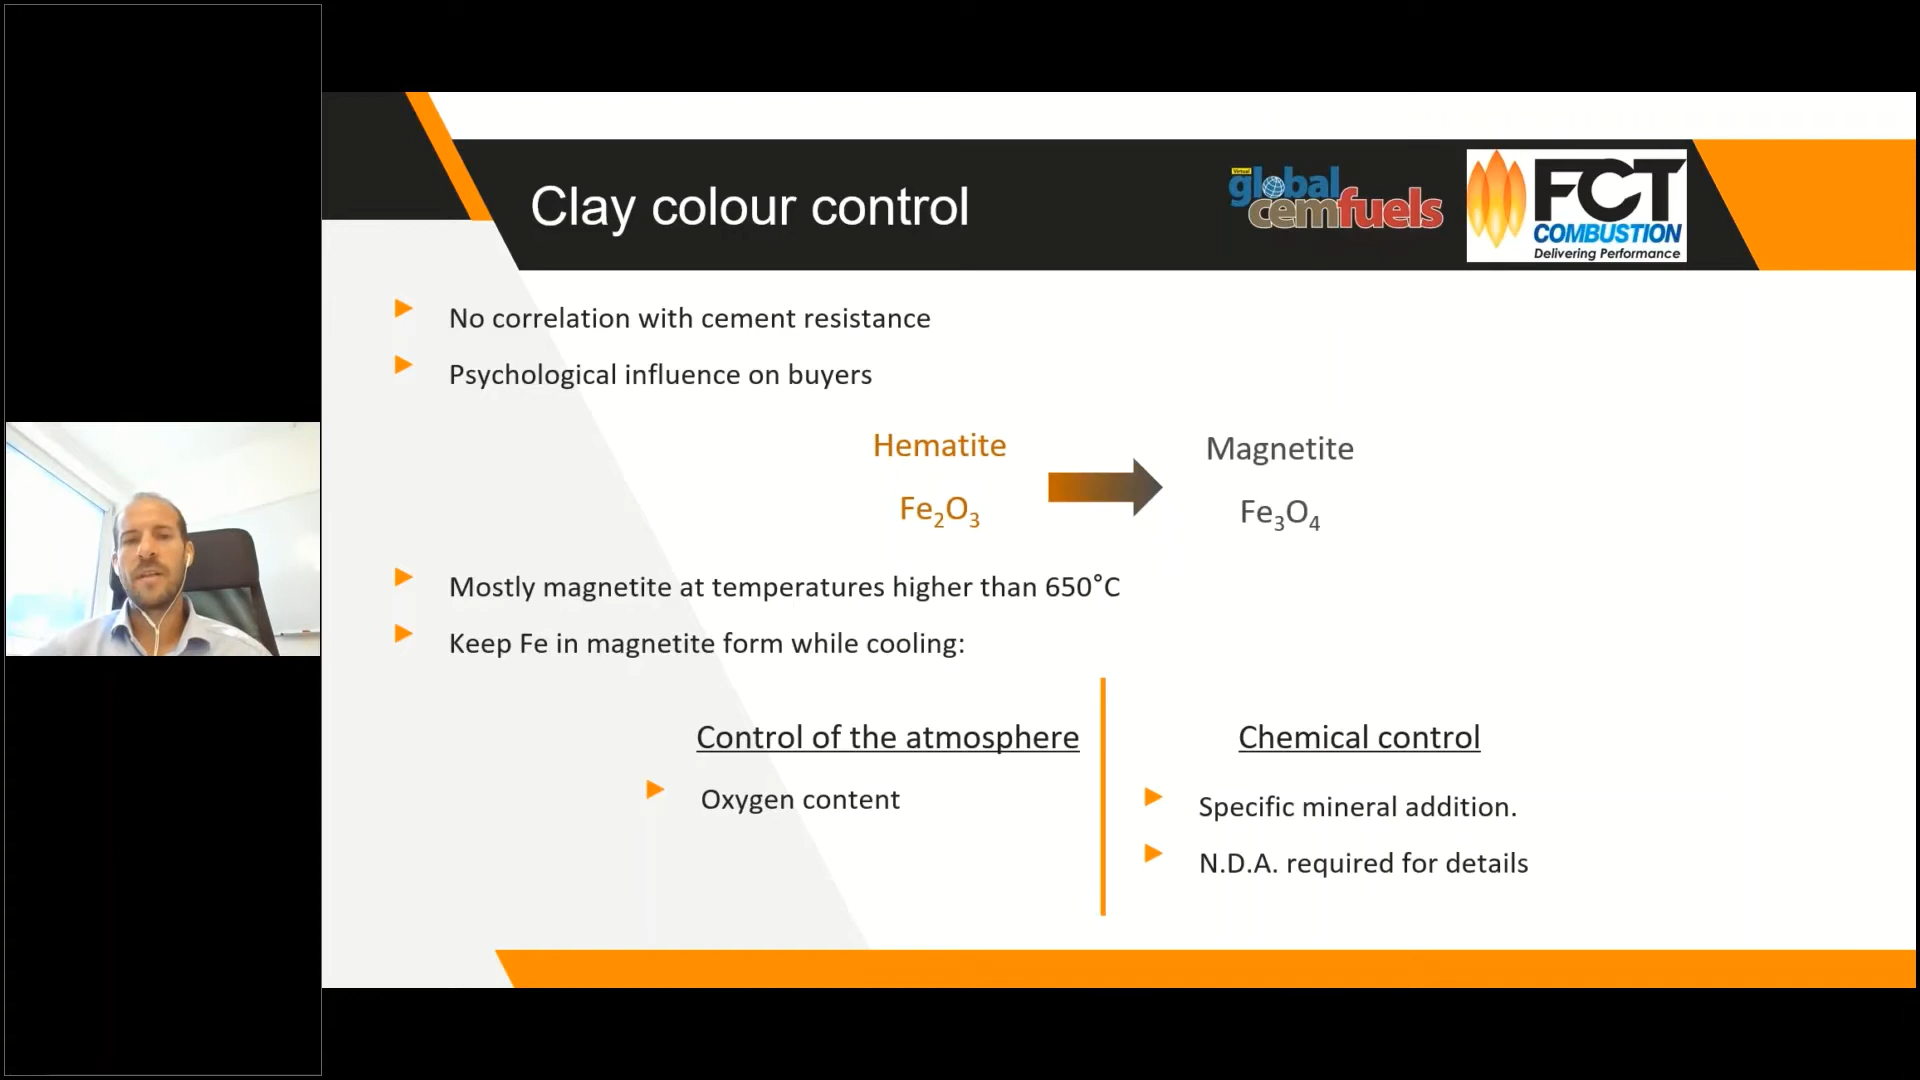 Clay colour control
Virtual
global
cemfuels
FCT
COMBUSTION
Delivering Performance
No correlation with cement resistance
Psychological influence on buyers
Hematite
Fe₂O₃
Magnetite
Fe₃O₄
Mostly magnetite at temperatures higher than 650°C
Keep Fe in magnetite form while cooling:
Control of the atmosphere
Oxygen content
Chemical control
Specific mineral addition.
N.D.A. required for details